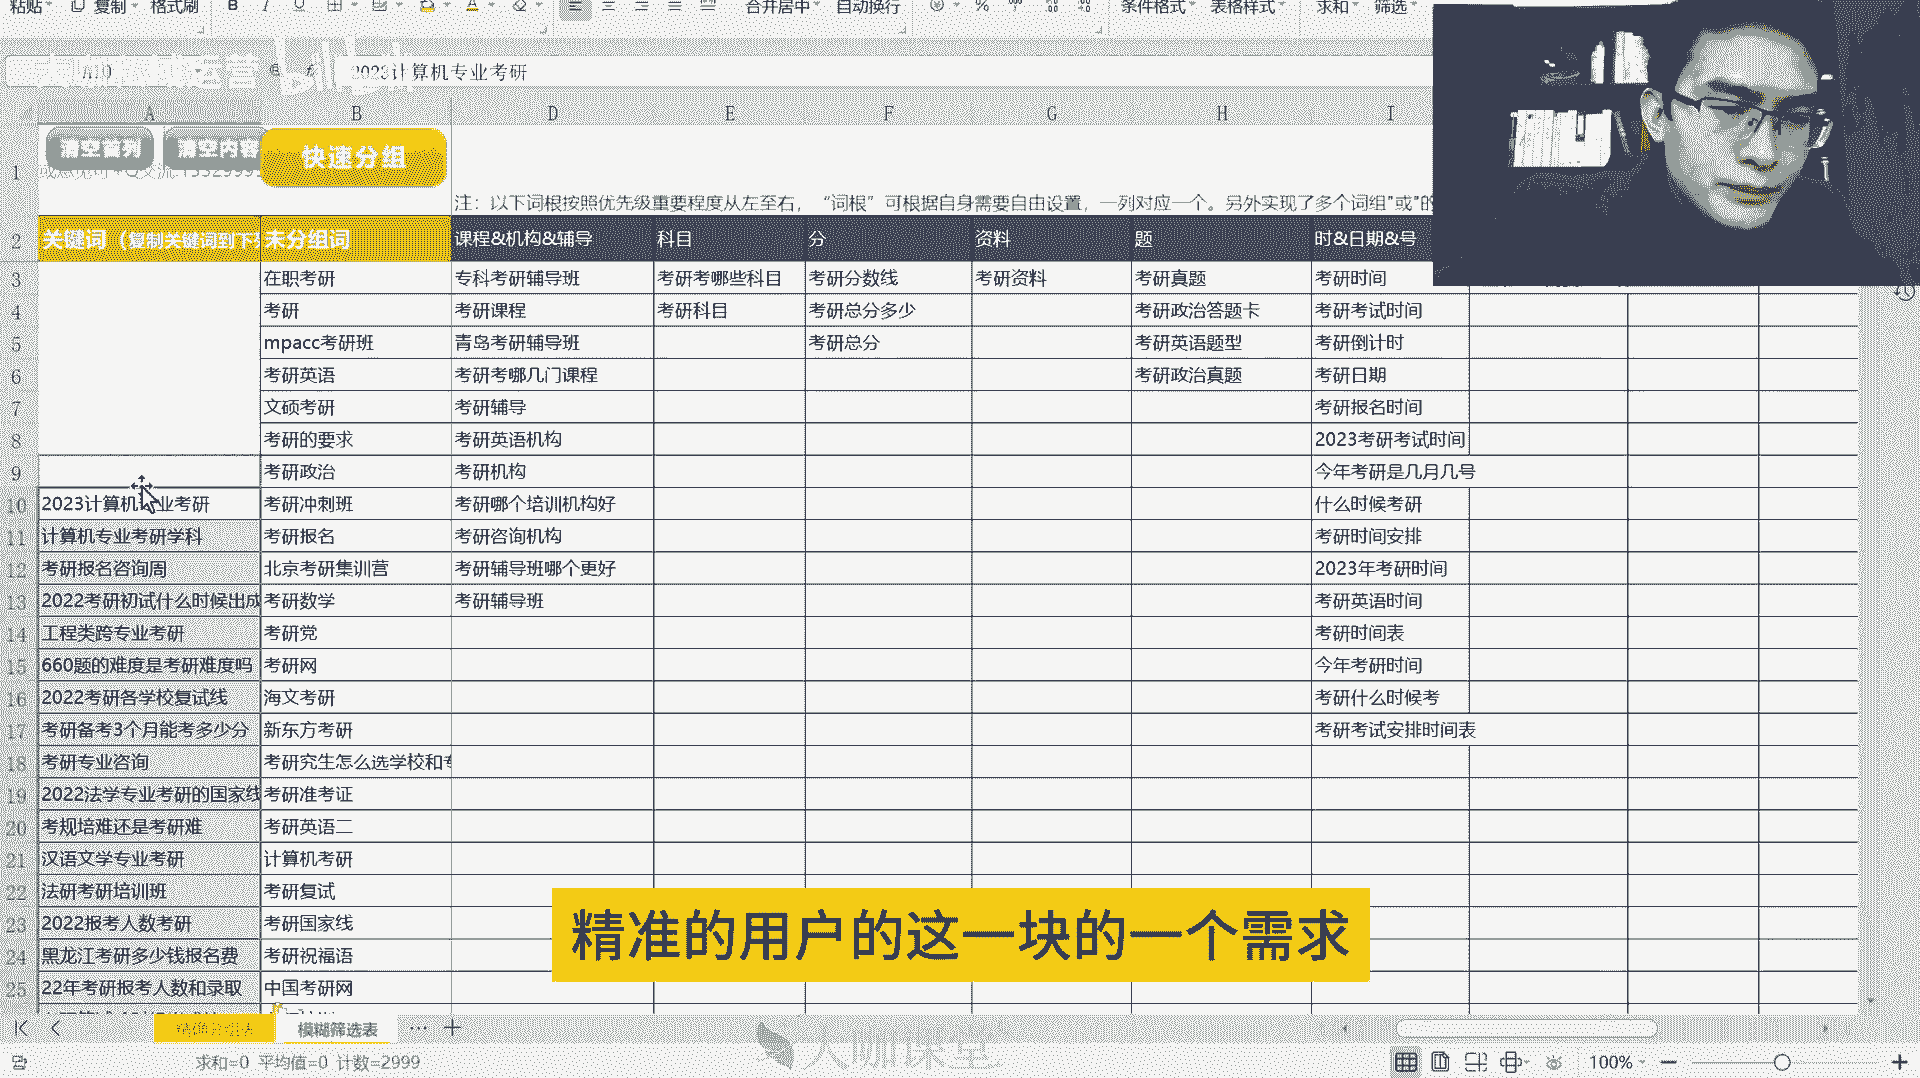 粘贴 复制 格式刷 B 合并居中 自动换行 % 条件格式 表格样式 求和 筛选
A10 2023计算机专业考研
A B D E F G H I
清空首列 清空内容 快速分组
1 注：以下词根按照优先级重要程度从左至右，“词根”可根据自身需要自由设置，一列对应一个。另外实现了多个词组"或"的
2 关键词（复制关键词到下 未分组词 课程&机构&辅导 科目 分 资料 题 时&日期&号
3 在职考研 专科考研辅导班 考研考哪些科目 考研分数线 考研资料 考研真题 考研时间
4 考研 考研课程 考研科目 考研总分多少 考研政治答题卡 考研考试时间
5 mpacc考研班 青岛考研辅导班 考研总分 考研英语题型 考研倒计时
6 考研英语 考研考哪几门课程 考研政治真题 考研日期
7 文硕考研 考研辅导 考研报名时间
8 考研的要求 考研英语机构 2023考研考试时间
9 考研政治 考研机构 今年考研是几月几号
10 2023计算机专业考研 考研冲刺班 考研哪个培训机构好 什么时候考研
11 计算机专业考研学科 考研报名 考研咨询机构 考研时间安排
12 考研报名咨询周 北京考研集训营 考研辅导班哪个更好 2023年考研时间
13 2022考研初试什么时候出成 考研数学 考研辅导班 考研英语时间
14 工程类跨专业考研 考研党 考研时间表
15 660题的难度是考研难度吗 考研网 今年考研时间
16 2022考研各学校复试线 海文考研 考研什么时候考
17 考研备考3个月能考多少分 新东方考研 考研考试安排时间表
18 考研专业咨询 考研究生怎么选学校和专
19 2022法学专业考研的国家线 考研准考证
20 考规培难还是考研难 考研英语二
21 汉语文学专业考研 计算机考研
22 法研考研培训班 考研复试
23 2022报考人数考研 考研国家线
24 黑龙江考研多少钱报名费 考研祝福语
25 22年考研报考人数和录取 中国考研网
精准的用户的这一块的一个需求
模糊筛选表 ··· +
大咖课堂
求和=0 平均值=0 计数=2999 100%